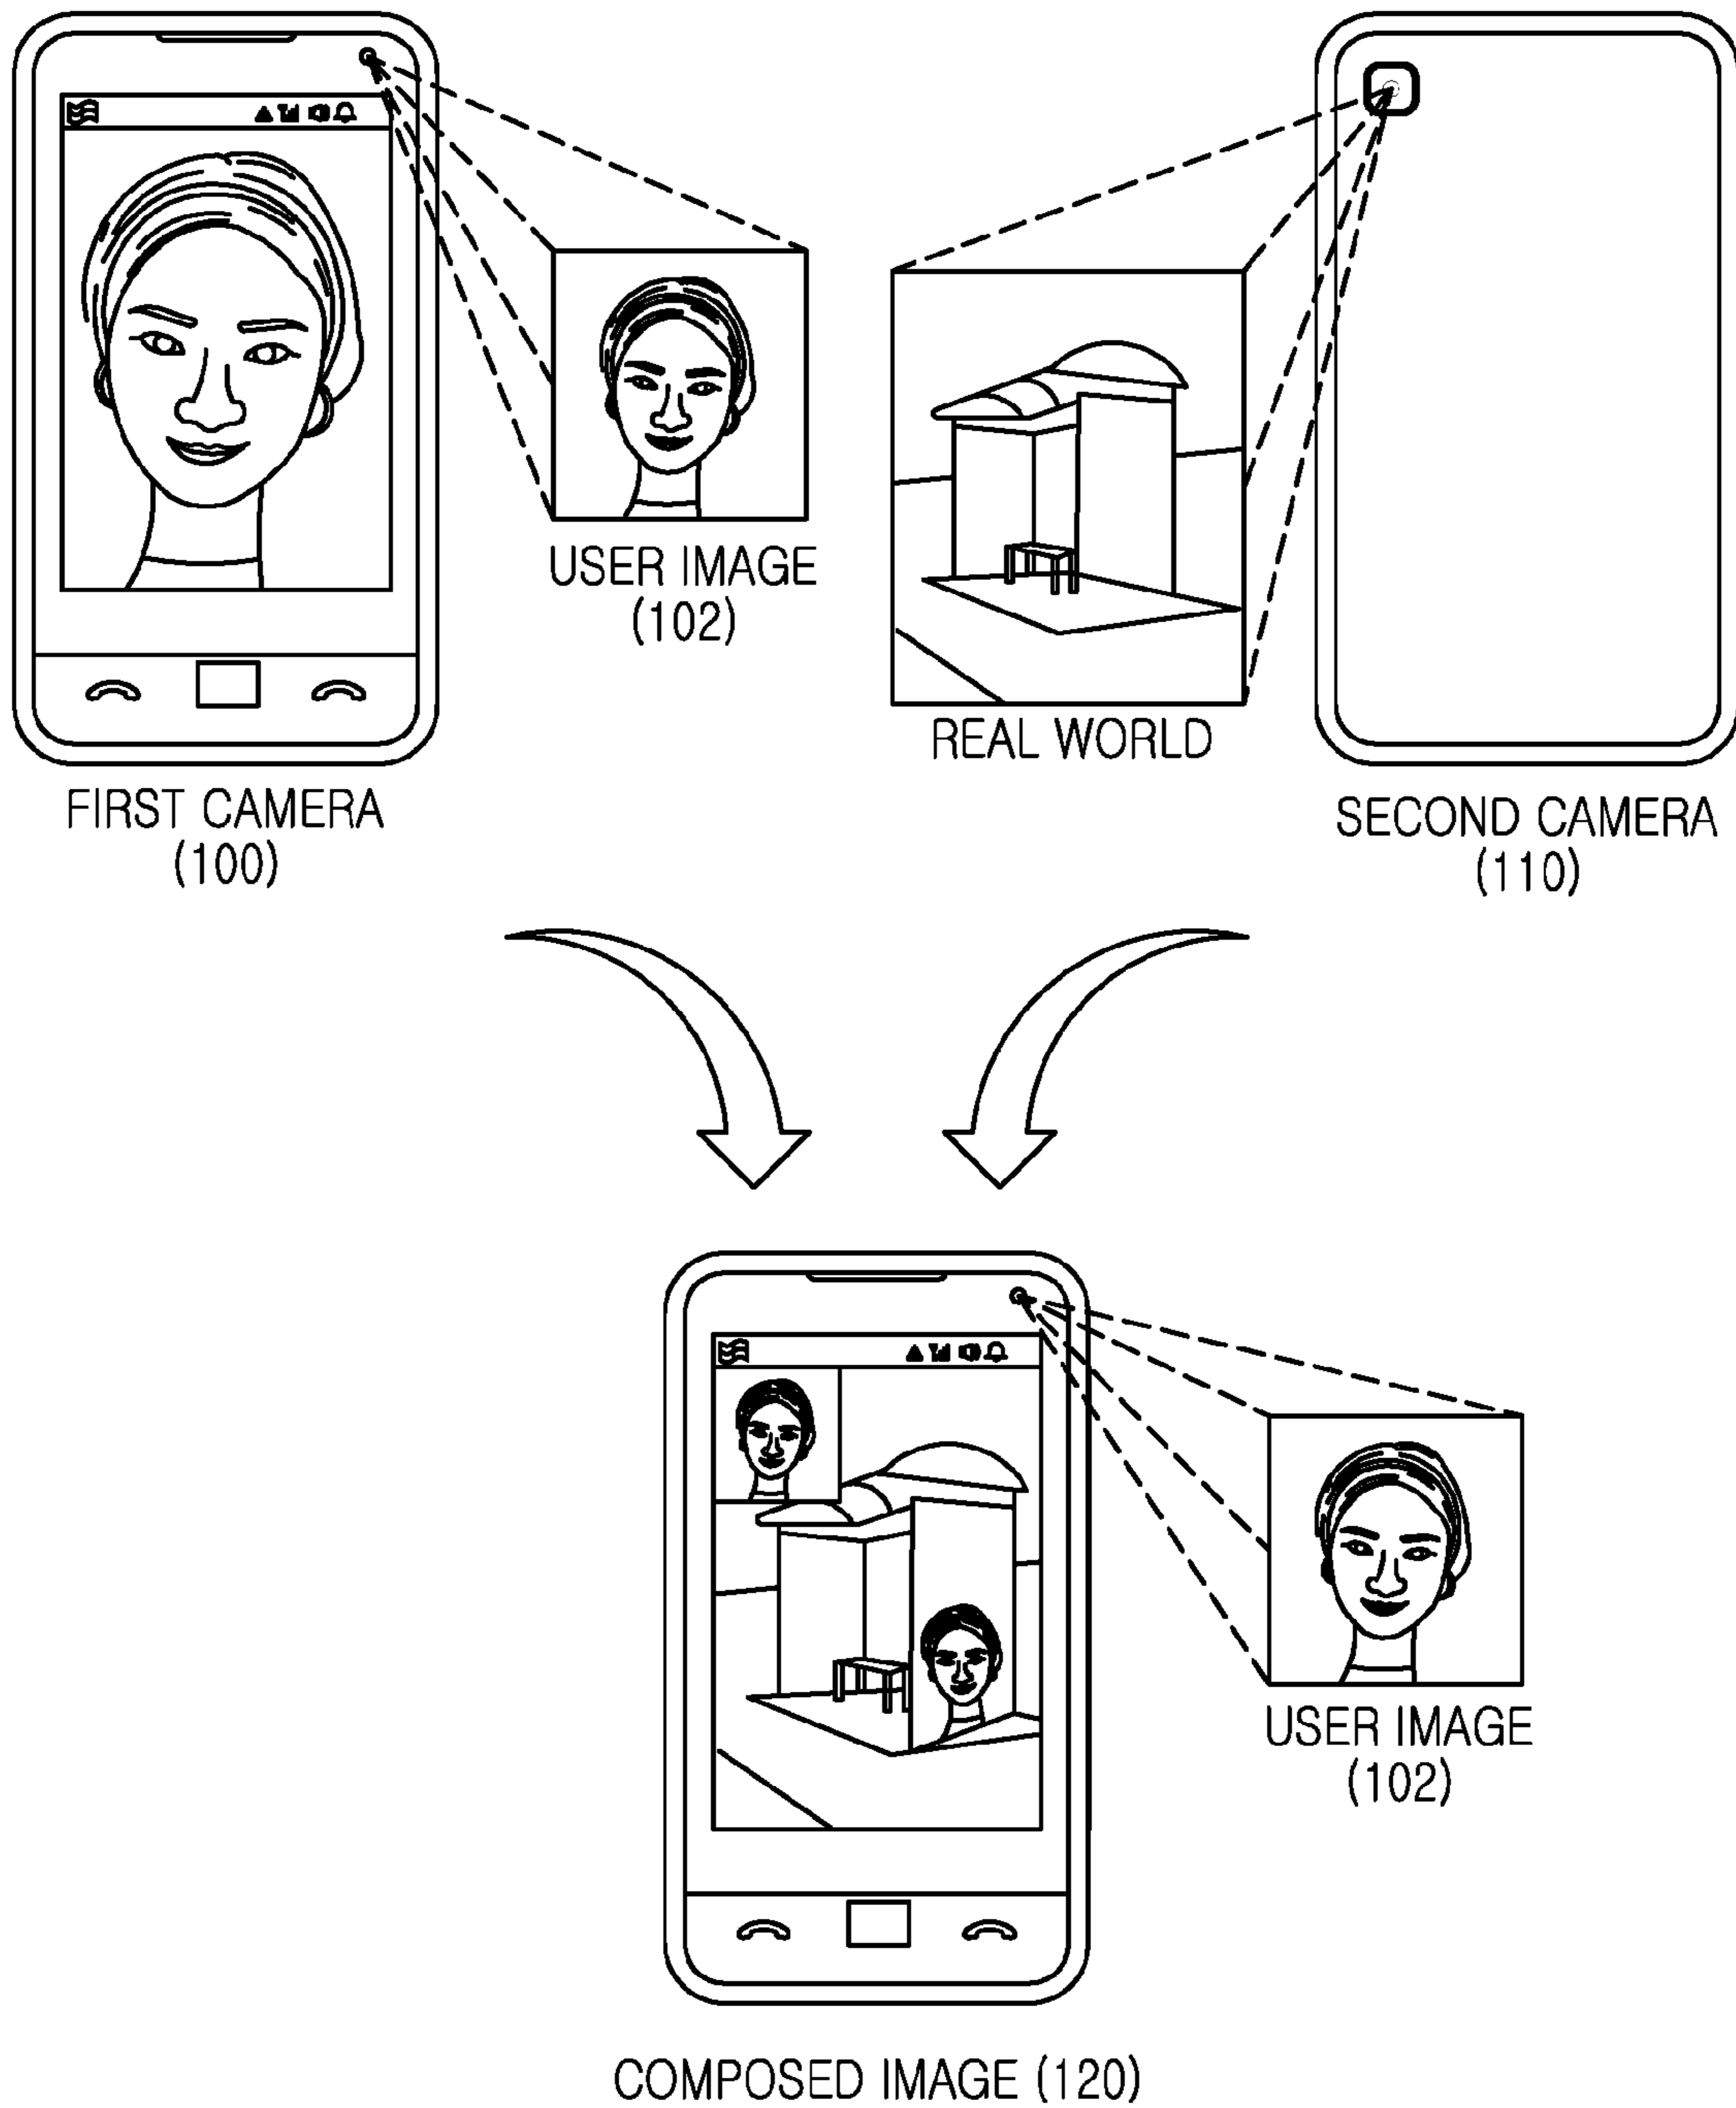 USER IMAGE
(102)
REAL WORLD
FIRST CAMERA
(100)
SECOND CAMERA
(110)
USER IMAGE
(102)
COMPOSED IMAGE (120)